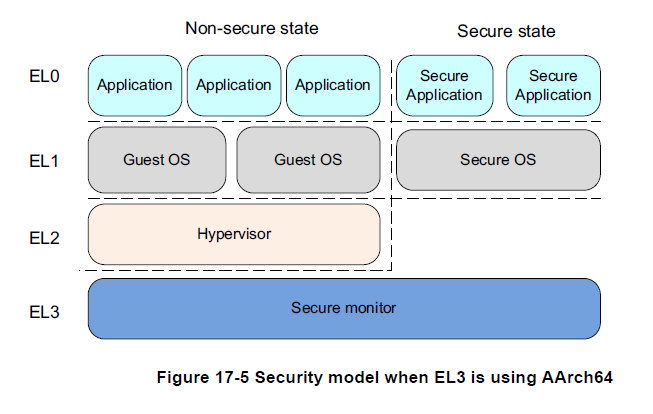 Non-secure state
Secure state
EL0
Application
Application
Application
Secure
Application
Secure
Application
EL1
Guest OS
Guest OS
Secure OS
EL2
Hypervisor
EL3
Secure monitor
Figure 17-5 Security model when EL3 is using AArch64